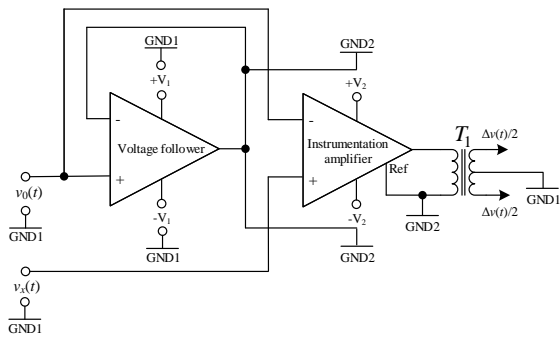 GND1
GND2
+V1
+V2
-
Voltage follower
+
-
Instrumentation
amplifier
+
Ref
T1
Δv(t)/2
Δv(t)/2
GND1
v0(t)
GND1
-V1
GND1
-V2
GND2
GND2
vx(t)
GND1